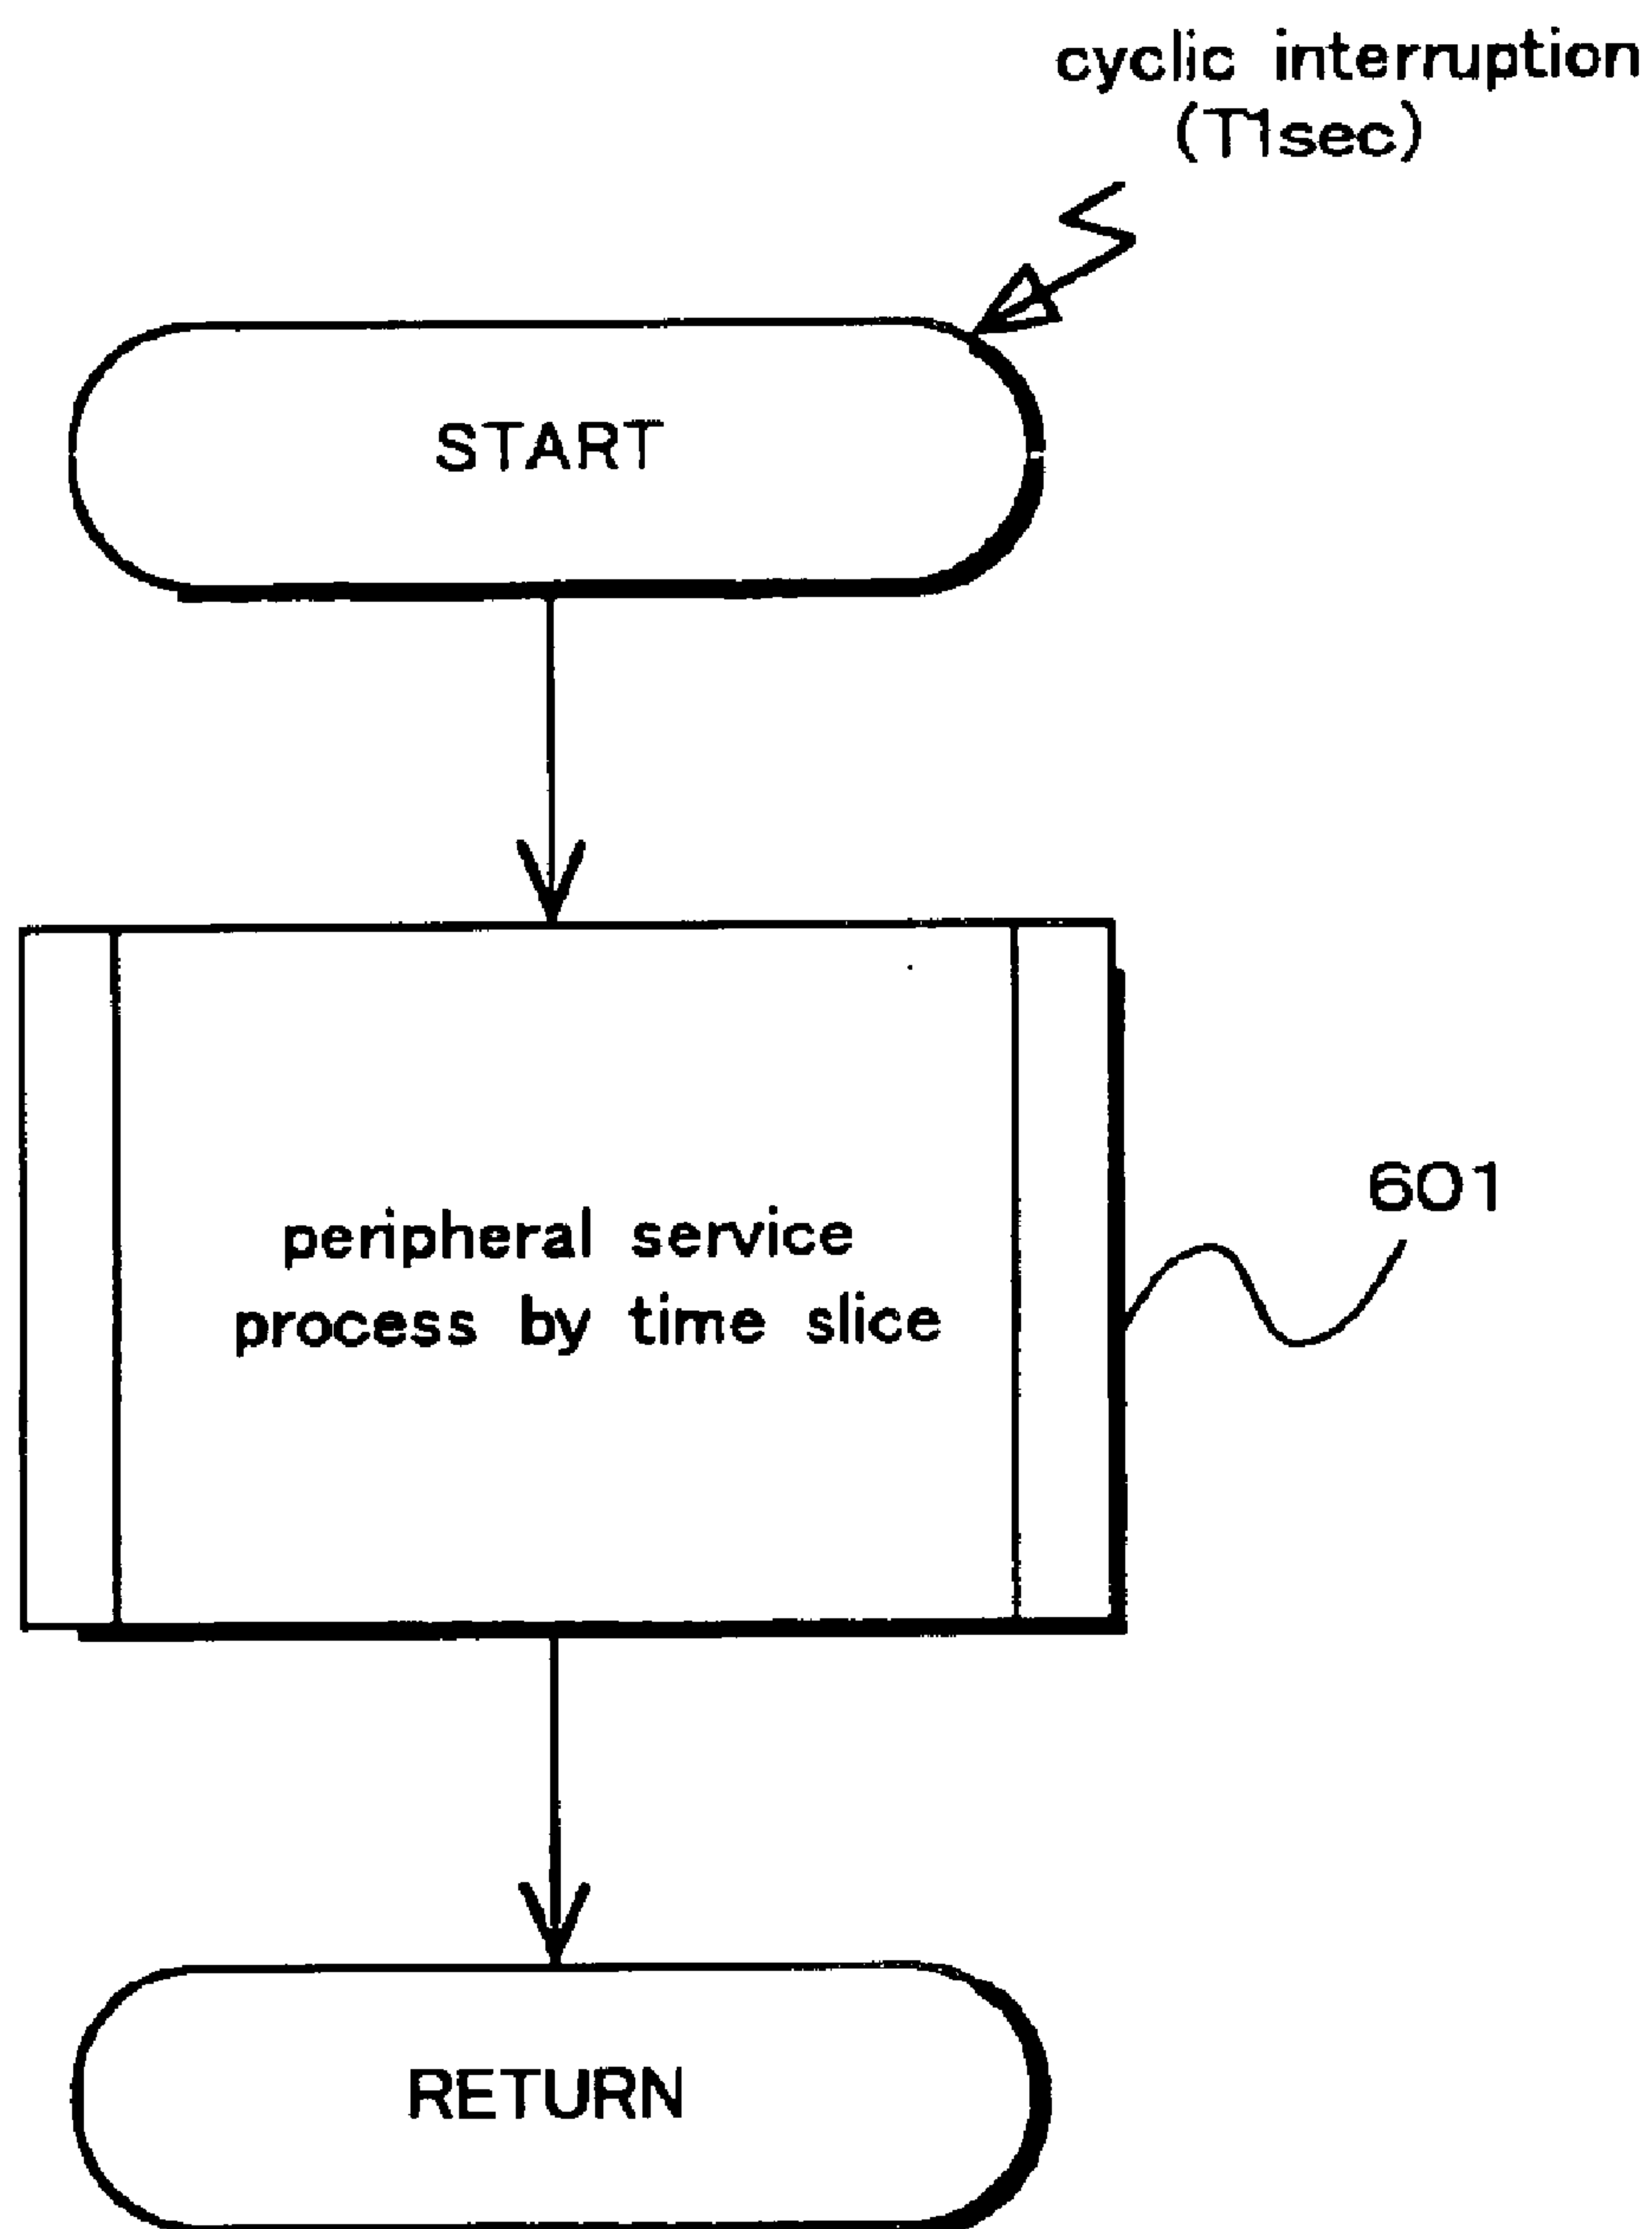 cyclic interruption
(T1sec)
START
peripheral service
process by time slice
601
RETURN